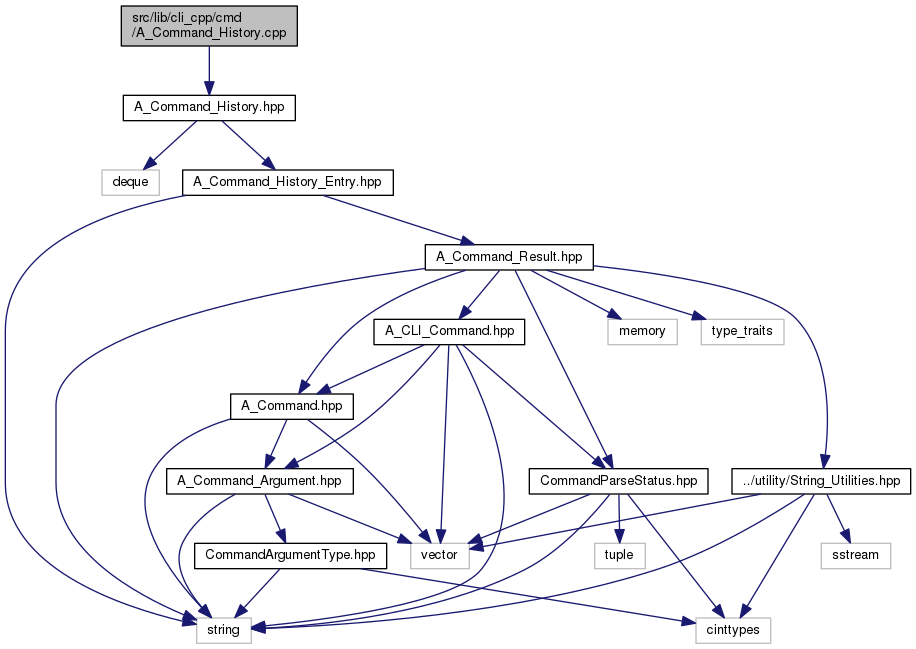 src/lib/cli_cpp/cmd
/A_Command_History.cpp
A_Command_History.hpp
deque
A_Command_History_Entry.hpp
A_Command_Result.hpp
A_CLI_Command.hpp
memory
type_traits
A_Command.hpp
A_Command_Argument.hpp
CommandParseStatus.hpp
../utility/String_Utilities.hpp
CommandArgumentType.hpp
vector
tuple
sstream
string
cinttypes